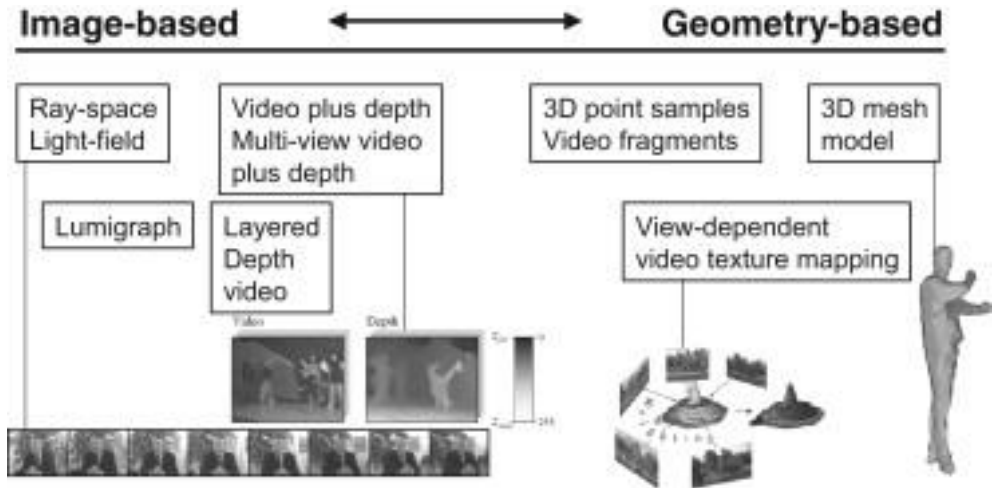 Image-based
Geometry-based
Ray-space
Light-field
Video plus depth
Multi-view video
plus depth
3D point samples
Video fragments
3D mesh
model
Lumigraph
Layered
Depth
video
View-dependent
video texture mapping
Video
Depth